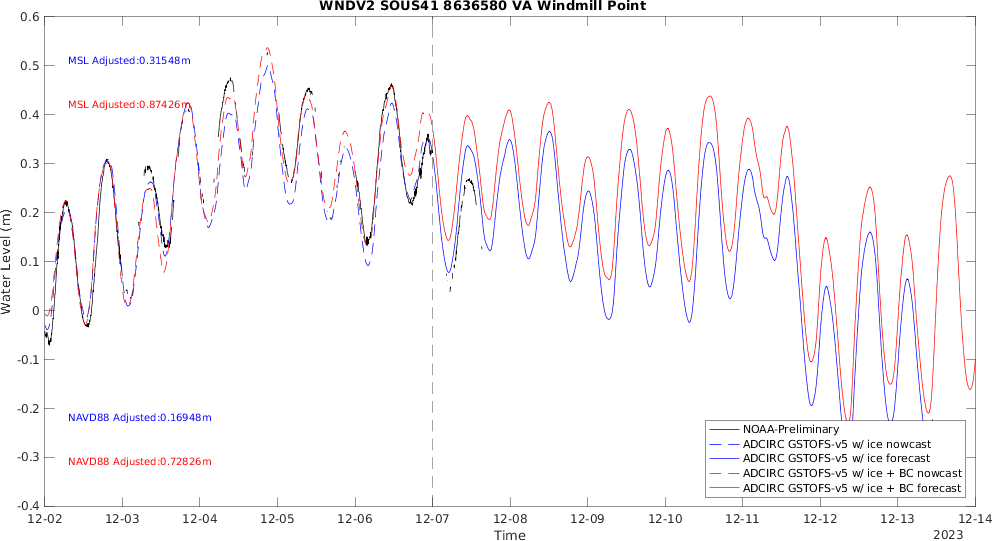 WNDV2 SOUS41 8636580 VA Windmill Point
0.6
0.5
0.4
0.3
0.2
0.1
0
-0.1
-0.2
-0.3
-0.4
Water Level (m)
MSL Adjusted:0.31548m
MSL Adjusted:0.87426m
NAVD88 Adjusted:0.16948m
NAVD88 Adjusted:0.72826m
NOAA-Preliminary
ADCIRC GSTOFS-v5 w/ ice nowcast
ADCIRC GSTOFS-v5 w/ ice forecast
ADCIRC GSTOFS-v5 w/ ice + BC nowcast
ADCIRC GSTOFS-v5 w/ ice + BC forecast
12-02 12-03 12-04 12-05 12-06 12-07 12-08 12-09 12-10 12-11 12-12 12-13 12-14
Time
2023